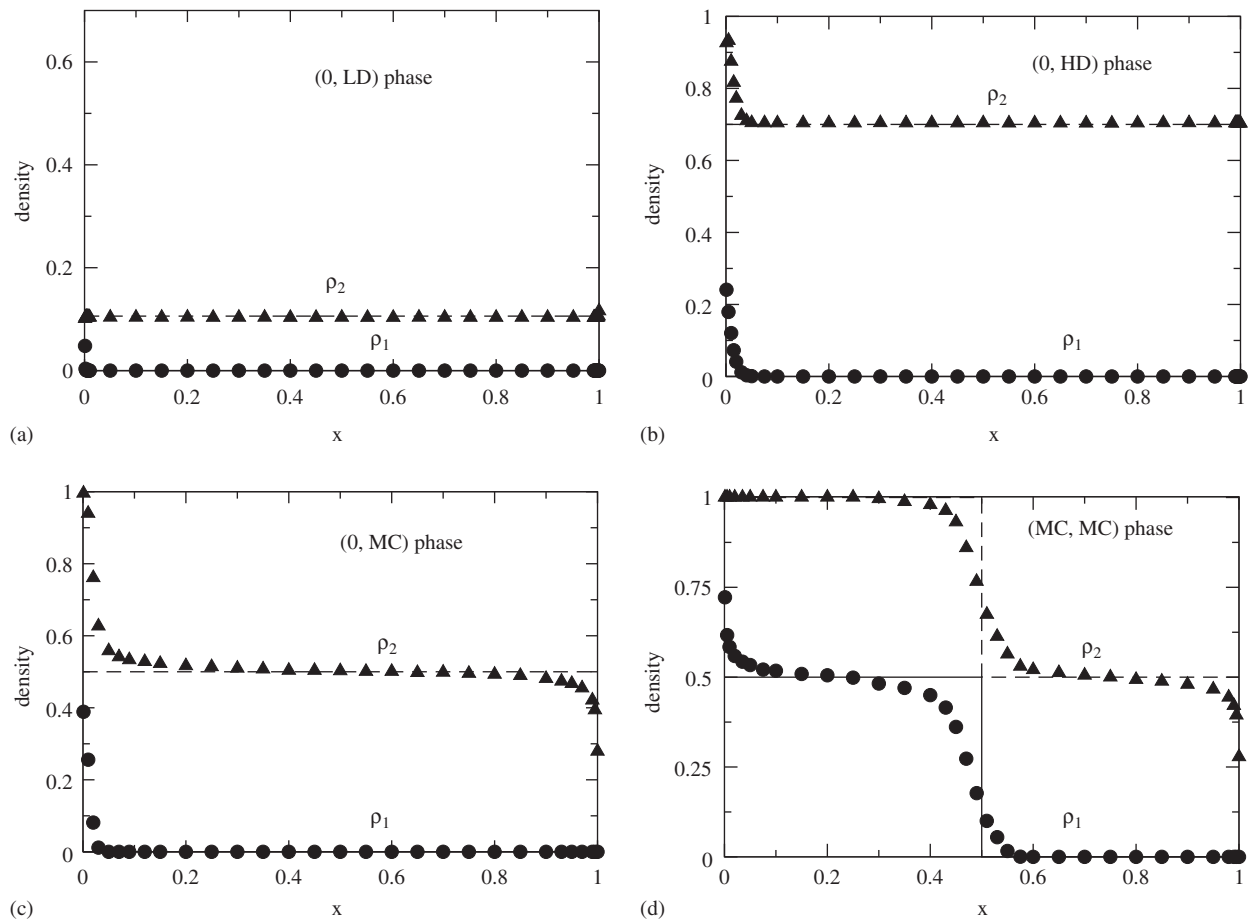 0.6
0.4
0.2
0
density
(0, LD) phase
ρ2
ρ1
0 0.2 0.4 0.6 0.8 1
(a)
x
1
0.8
0.6
0.4
0.2
0
density
(0, HD) phase
ρ2
ρ1
0 0.2 0.4 0.6 0.8 1
(b)
x
1
0.8
0.6
0.4
0.2
0
density
(0, MC) phase
ρ2
ρ1
0 0.2 0.4 0.6 0.8 1
(c)
x
1
0.75
0.5
0.25
0
density
(MC, MC) phase
ρ2
ρ1
0 0.2 0.4 0.6 0.8 1
(d)
x